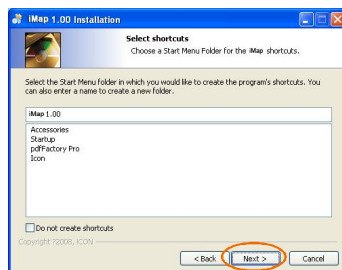 iMap 1.00 Installation
Select shortcuts
Choose a Start Menu Folder for the iMap shortcuts.
Select the Start Menu folder in which you would like to create the program's shortcuts. You
can also enter a name to create a new folder.
iMap 1.00
Accessories
Startup
pdfFactory Pro
Icon
Do not create shortcuts
Copyright ?2008, ICON
< Back
Next >
Cancel